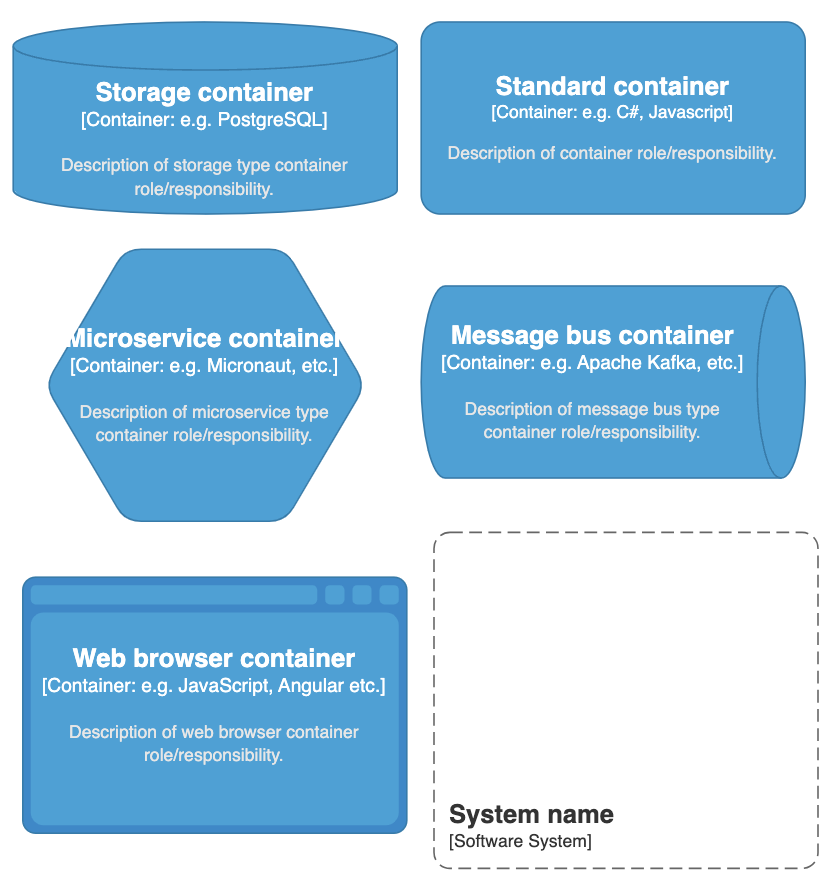 Storage container
[Container: e.g. PostgreSQL]
Description of storage type container
role/responsibility.
Standard container
[Container: e.g. C#, Javascript]
Description of container role/responsibility.
Microservice container
[Container: e.g. Micronaut, etc.]
Description of microservice type
container role/responsibility.
Message bus container
[Container: e.g. Apache Kafka, etc.]
Description of message bus type
container role/responsibility.
Web browser container
[Container: e.g. JavaScript, Angular etc.]
Description of web browser container
role/responsibility.
System name
[Software System]